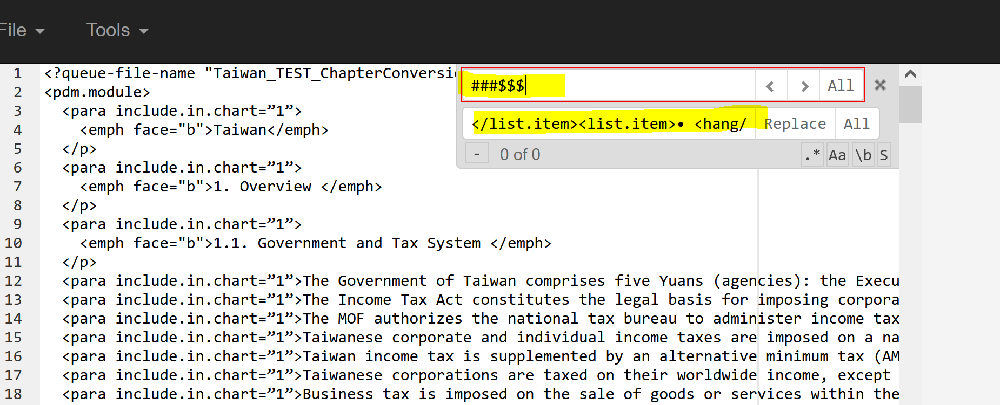 File Tools
###$$$ All
</list.item><list.item>• <hang/ Replace All
- 0 of 0 .* Aa \b S
1 <?queue-file-name "Taiwan_TEST_ChapterConversi
2 <pdm.module>
3 <para include.in.chart=”1”>
4 <emph face="b">Taiwan</emph>
5 </p>
6 <para include.in.chart=”1”>
7 <emph face="b">1. Overview </emph>
8 </p>
9 <para include.in.chart=”1”>
10 <emph face="b">1.1. Government and Tax System </emph>
11 </p>
12 <para include.in.chart=”1”>The Government of Taiwan comprises five Yuans (agencies): the Execu
13 <para include.in.chart=”1”>The Income Tax Act constitutes the legal basis for imposing corpora
14 <para include.in.chart=”1”>The MOF authorizes the national tax bureau to administer income tax
15 <para include.in.chart=”1”>Taiwanese corporate and individual income taxes are imposed on a na
16 <para include.in.chart=”1”>Taiwan income tax is supplemented by an alternative minimum tax (AM
17 <para include.in.chart=”1”>Taiwanese corporations are taxed on their worldwide income, except
18 <para include.in.chart=”1”>Business tax is imposed on the sale of goods or services within the